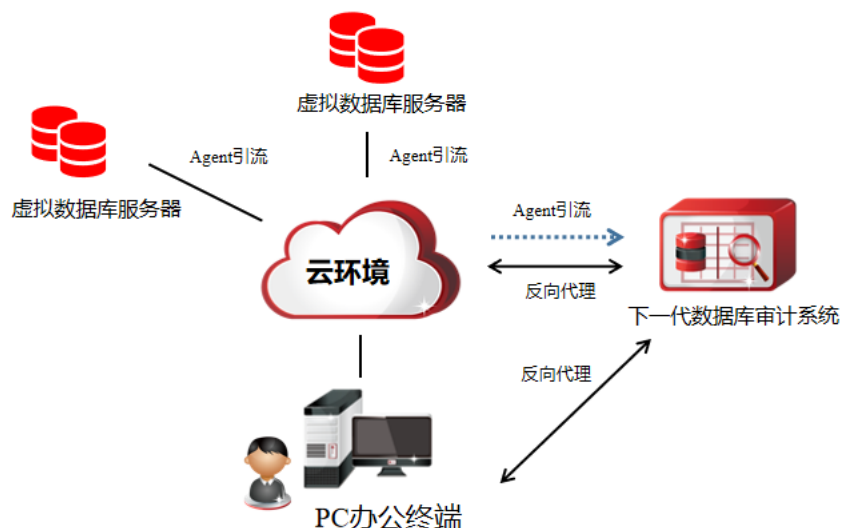 虚拟数据库服务器
Agent引流
Agent引流
虚拟数据库服务器
Agent引流
云环境
反向代理
下一代数据库审计系统
反向代理
PC办公终端